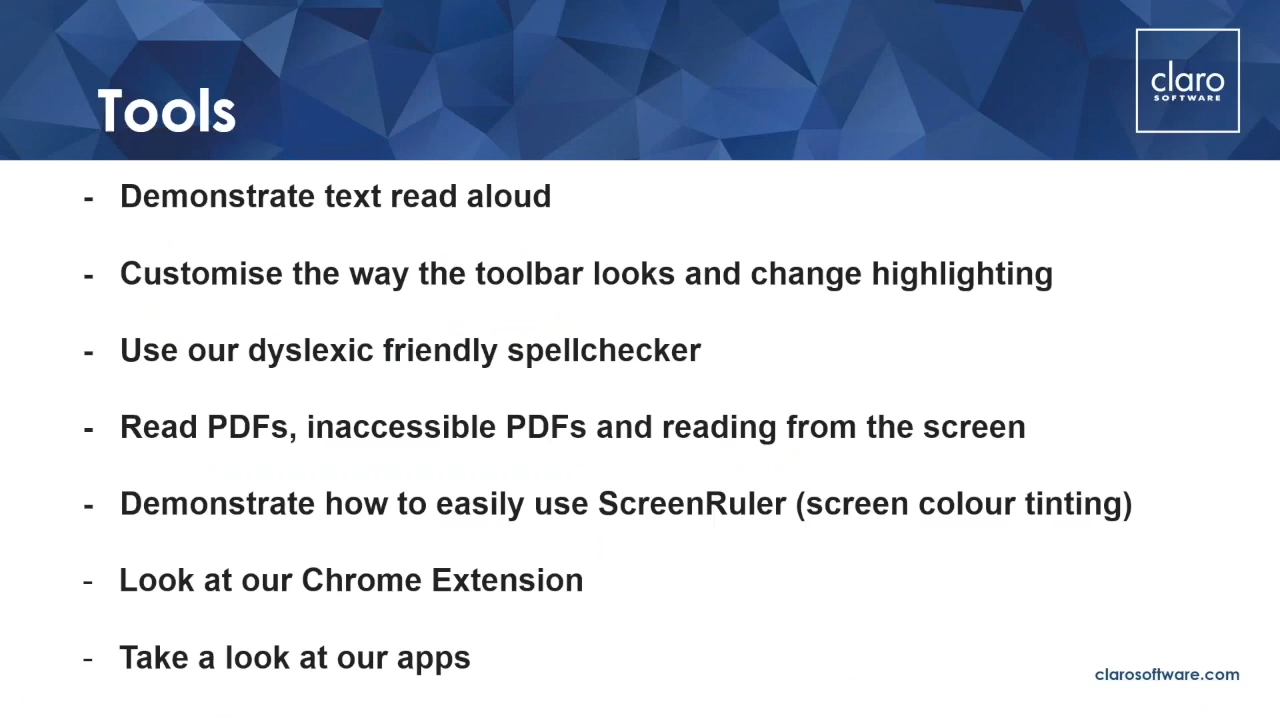 claro
SOFTWARE
Tools
- Demonstrate text read aloud
- Customise the way the toolbar looks and change highlighting
- Use our dyslexic friendly spellchecker
- Read PDFs, inaccessible PDFs and reading from the screen
- Demonstrate how to easily use ScreenRuler (screen colour tinting)
- Look at our Chrome Extension
- Take a look at our apps
clarosoftware.com